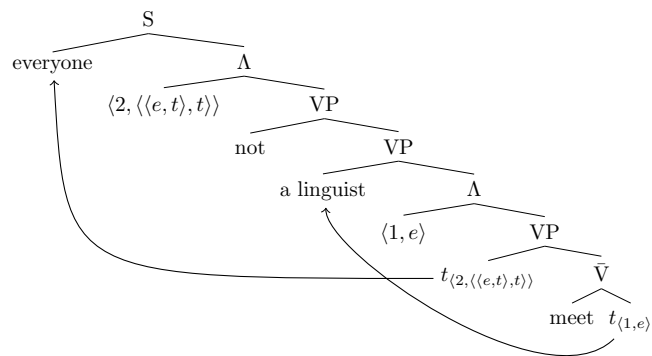 S
everyone Λ
⟨2, ⟨⟨e, t⟩, t⟩⟩ VP
not VP
a linguist Λ
⟨1, e⟩ VP
t⟨2,⟨⟨e,t⟩,t⟩⟩ V̄
meet t⟨1,e⟩